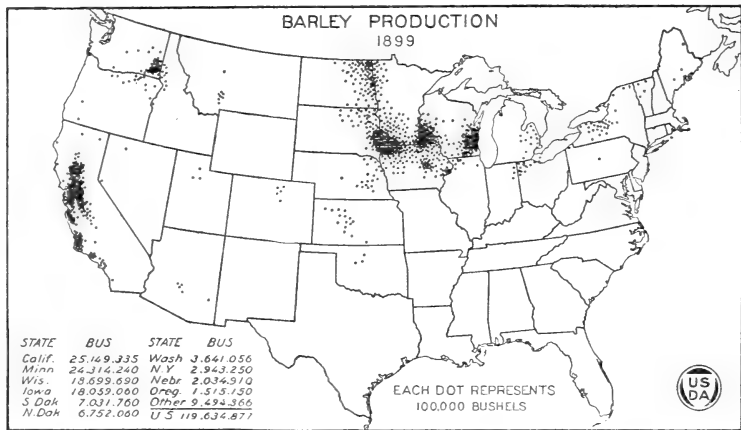 BARLEY PRODUCTION
1899
STATE BUS STATE BUS
Calif. 25.149.335 Wash 3.641.056
Minn 24.314.240 N.Y 2.943.250
Wis. 18.699.690 Nebr 2.034.910
Iowa 18.059.060 Oreg. 1.515.150
S Dak 7.031.760 Other 9.494.366
N.Dak 6.752.060 U S 119.634.877
EACH DOT REPRESENTS
100,000 BUSHELS
US
DA